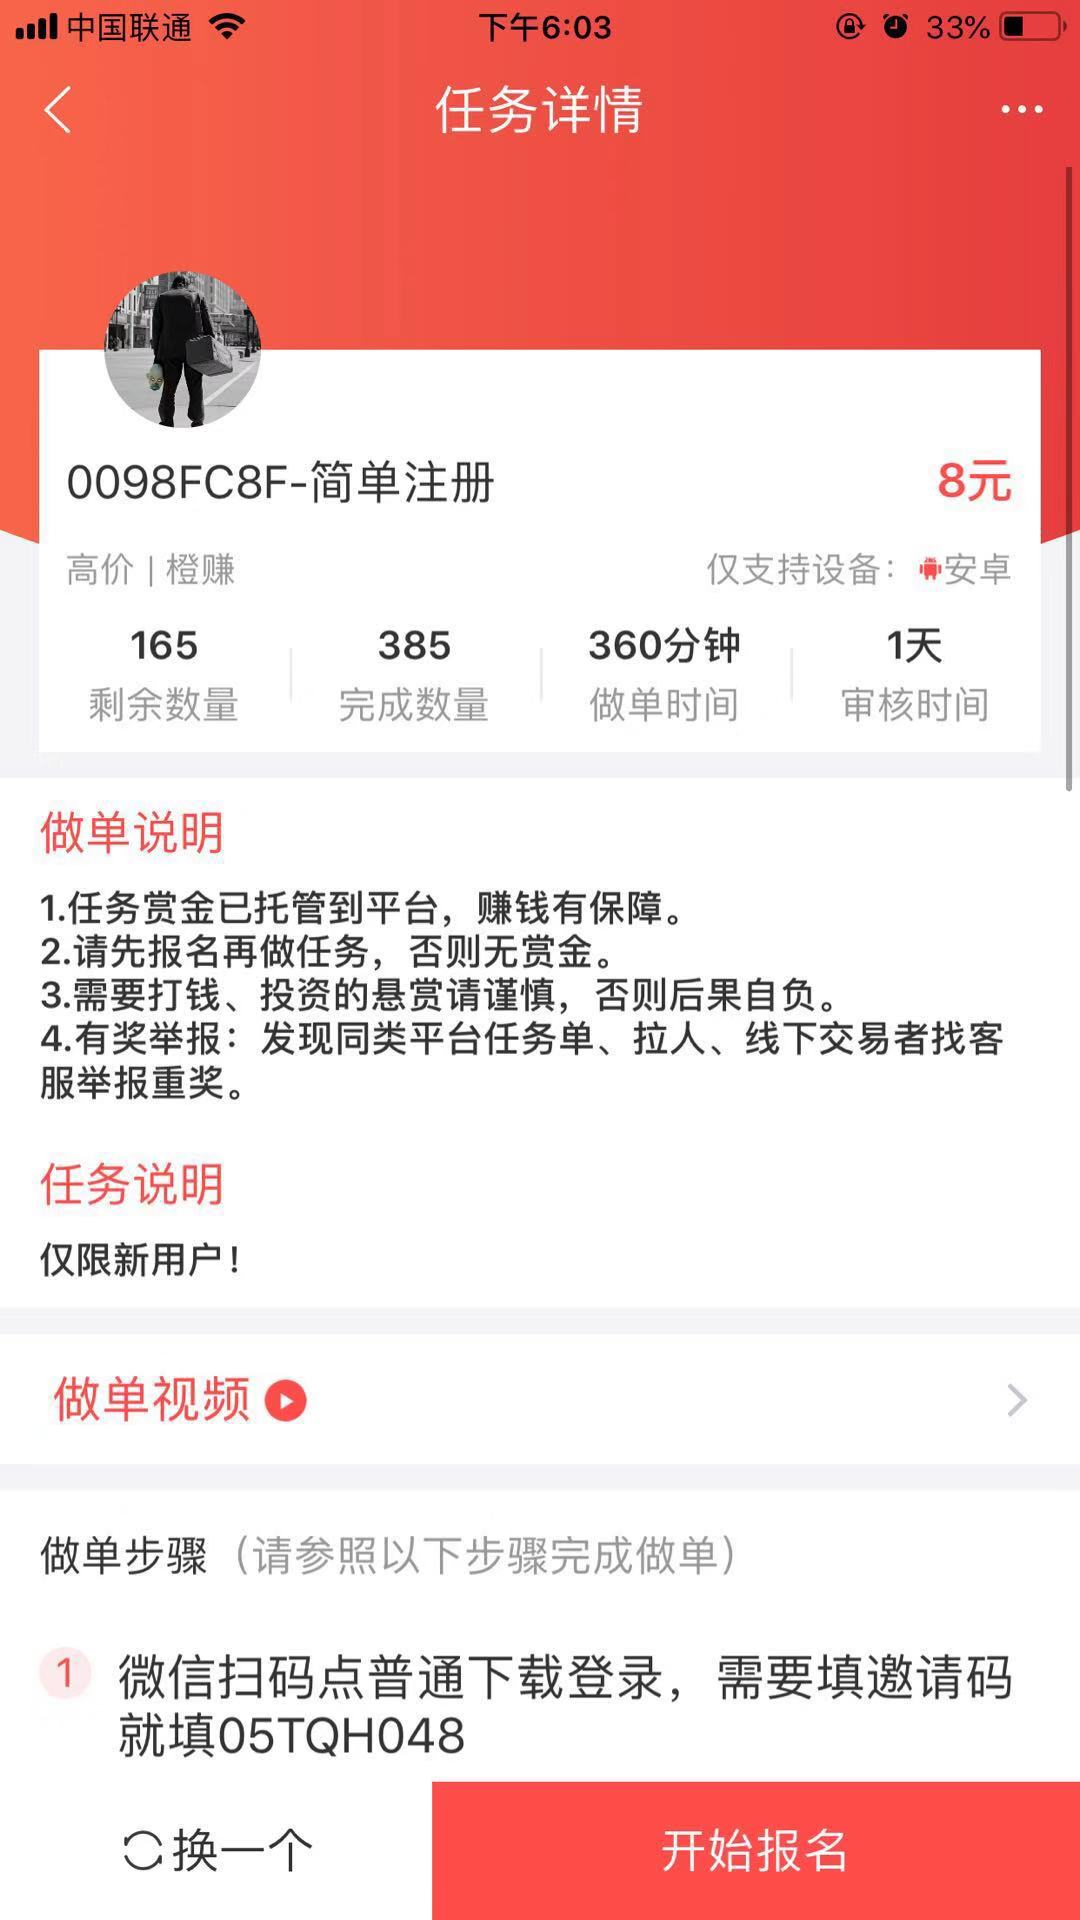 中国联通
下午6:03
33%
任务详情
0098FC8F-简单注册
8元
高价 | 橙赚
仅支持设备：安卓
165
385
360分钟
1天
剩余数量
完成数量
做单时间
审核时间
做单说明
1.任务赏金已托管到平台，赚钱有保障。
2.请先报名再做任务，否则无赏金。
3.需要打钱、投资的悬赏请谨慎，否则后果自负。
4.有奖举报：发现同类平台任务单、拉人、线下交易者找客
服举报重奖。
任务说明
仅限新用户！
做单视频
做单步骤（请参照以下步骤完成做单）
1
微信扫码点普通下载登录，需要填邀请码
就填05TQH048
换一个
开始报名